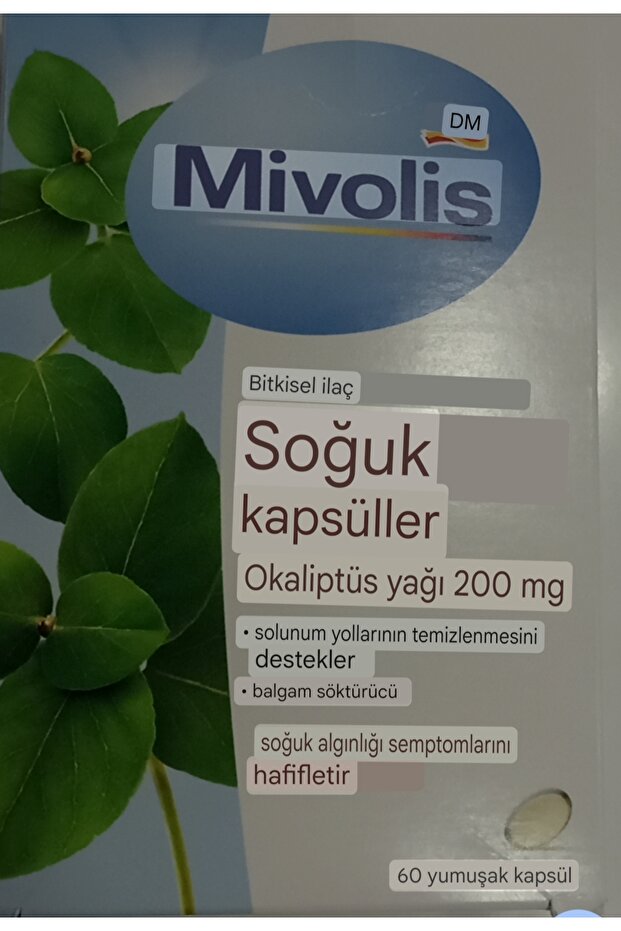 DM
Mivolis
Bitkisel ilaç
Soğuk
kapsüller
Okaliptüs yağı 200 mg
• solunum yollarının temizlenmesini
destekler
• balgam söktürücü
soğuk algınlığı semptomlarını
hafifletir
60 yumuşak kapsül